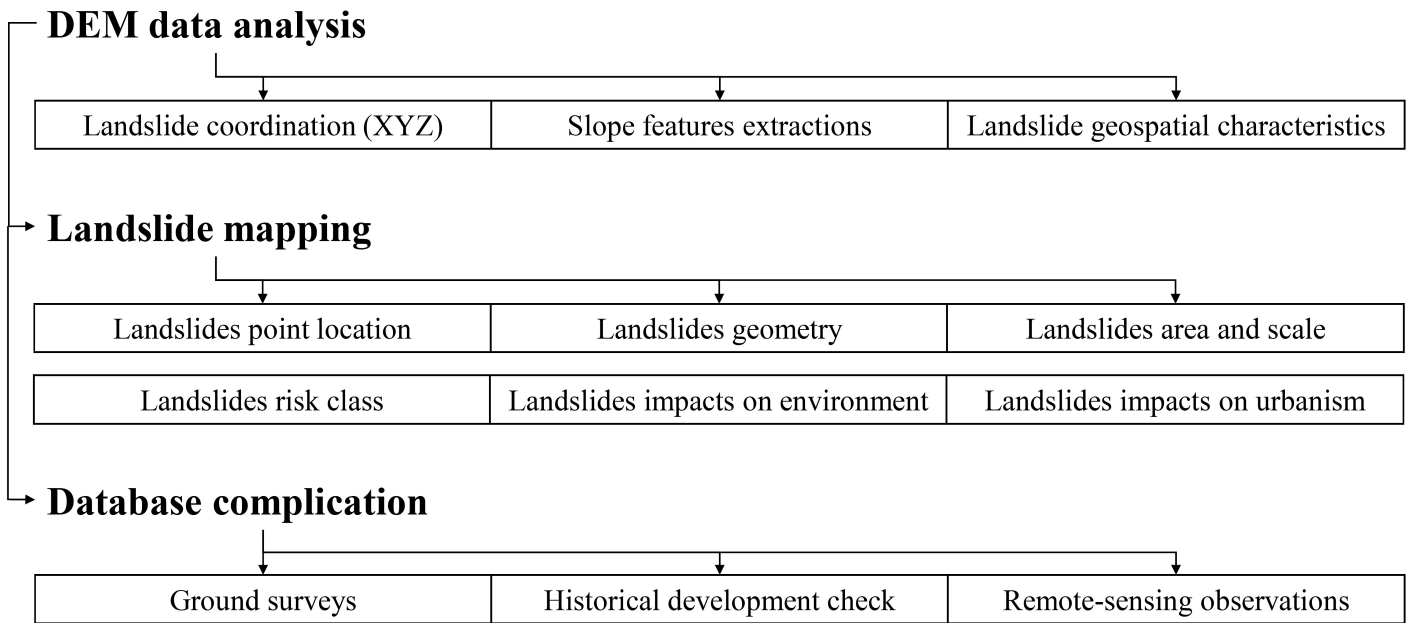 DEM data analysis
Landslide coordination (XYZ)
Slope features extractions
Landslide geospatial characteristics
Landslide mapping
Landslides point location
Landslides geometry
Landslides area and scale
Landslides risk class
Landslides impacts on environment
Landslides impacts on urbanism
Database complication
Ground surveys
Historical development check
Remote-sensing observations